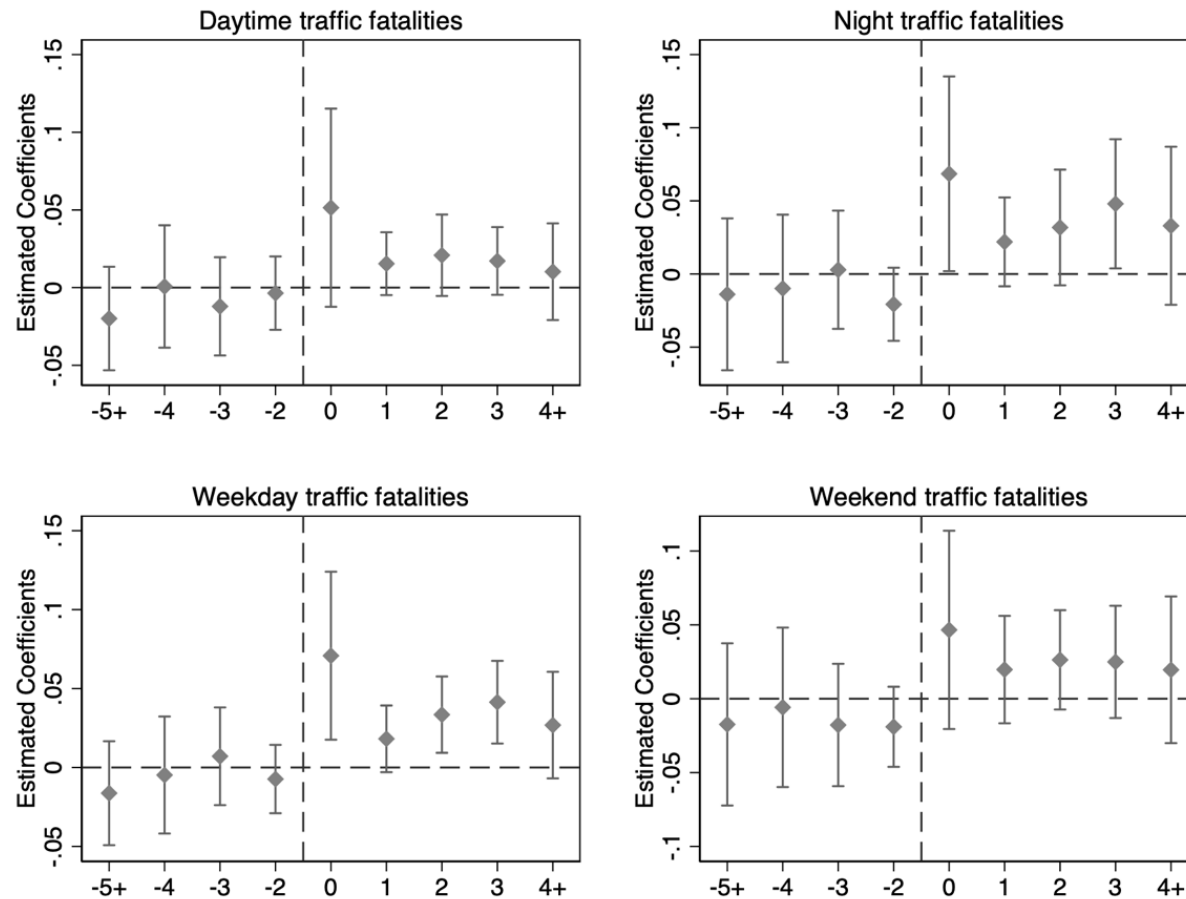 Daytime traffic fatalities
Estimated Coefficients
.15
.1
.05
0
-.05
-5+ -4 -3 -2 0 1 2 3 4+
Night traffic fatalities
Estimated Coefficients
.15
.1
.05
0
-.05
-5+ -4 -3 -2 0 1 2 3 4+
Weekday traffic fatalities
Estimated Coefficients
.15
.1
.05
0
-.05
-5+ -4 -3 -2 0 1 2 3 4+
Weekend traffic fatalities
Estimated Coefficients
.1
.05
0
-.05
-.1
-5+ -4 -3 -2 0 1 2 3 4+